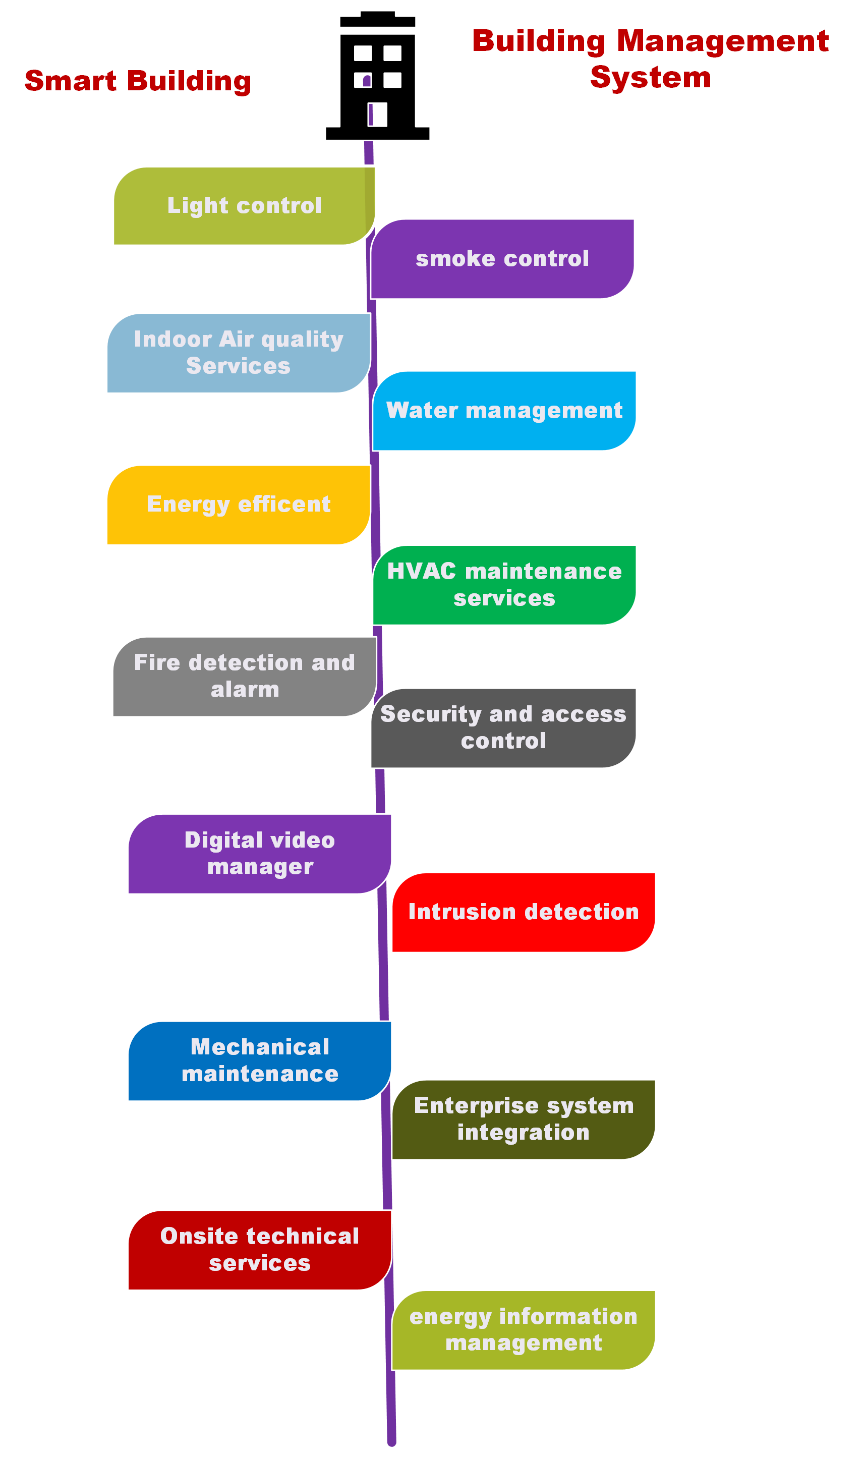 Smart Building
Building Management
System
Light control
smoke control
Indoor Air quality
Services
Water management
Energy efficent
HVAC maintenance
services
Fire detection and
alarm
Security and access
control
Digital video
manager
Intrusion detection
Mechanical
maintenance
Enterprise system
integration
Onsite technical
services
energy information
management